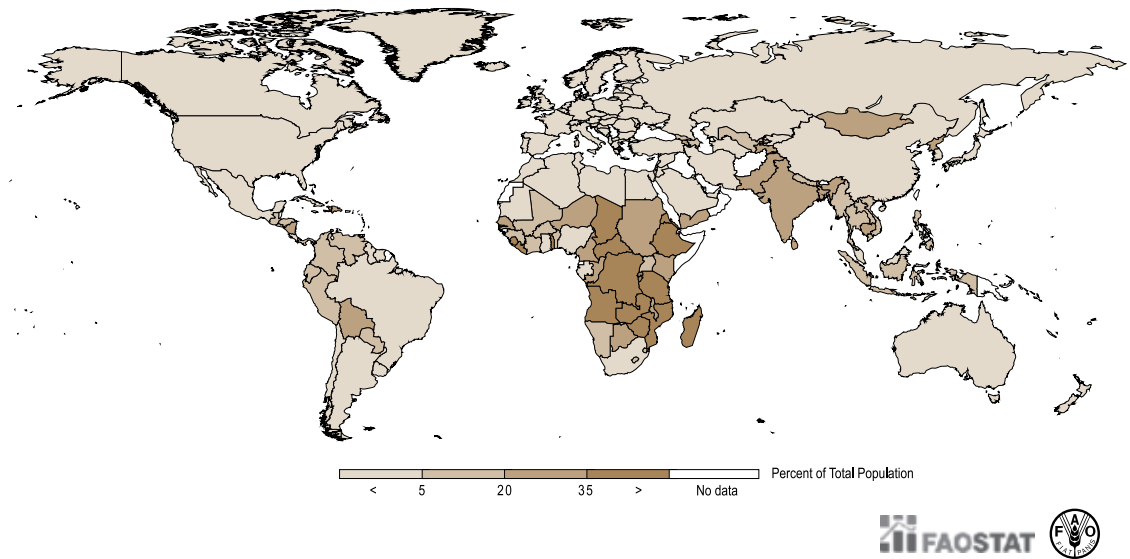 Percent of Total Population
< 5 20 35 > No data
FAOSTAT
F A O
FIAT PANIS